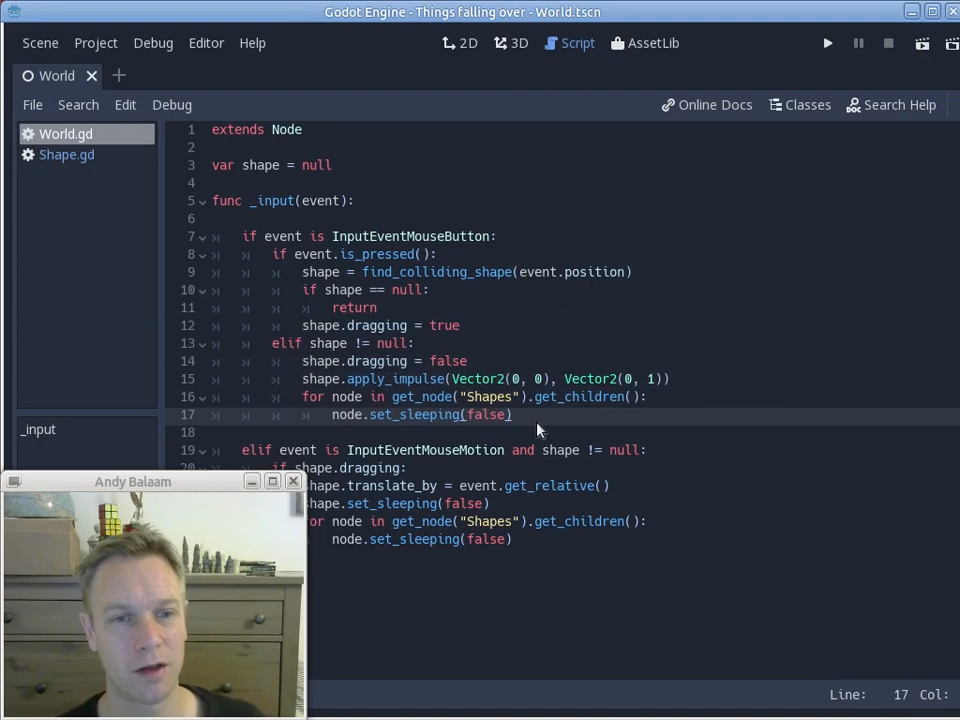 Godot Engine - Things falling over - World.tscn
Scene Project Debug Editor Help 2D 3D Script AssetLib
World
File Search Edit Debug Online Docs Classes Search Help
World.gd
Shape.gd
_input
1 extends Node
2
3 var shape = null
4
5 func _input(event):
6
7 if event is InputEventMouseButton:
8 if event.is_pressed():
9 shape = find_colliding_shape(event.position)
10 if shape == null:
11 return
12 shape.dragging = true
13 elif shape != null:
14 shape.dragging = false
15 shape.apply_impulse(Vector2(0, 0), Vector2(0, 1))
16 for node in get_node("Shapes").get_children():
17 node.set_sleeping(false)
18
19 elif event is InputEventMouseMotion and shape != null:
20 if shape.dragging:
shape.translate_by = event.get_relative()
shape.set_sleeping(false)
for node in get_node("Shapes").get_children():
node.set_sleeping(false)
Andy Balaam
Line: 17 Col: